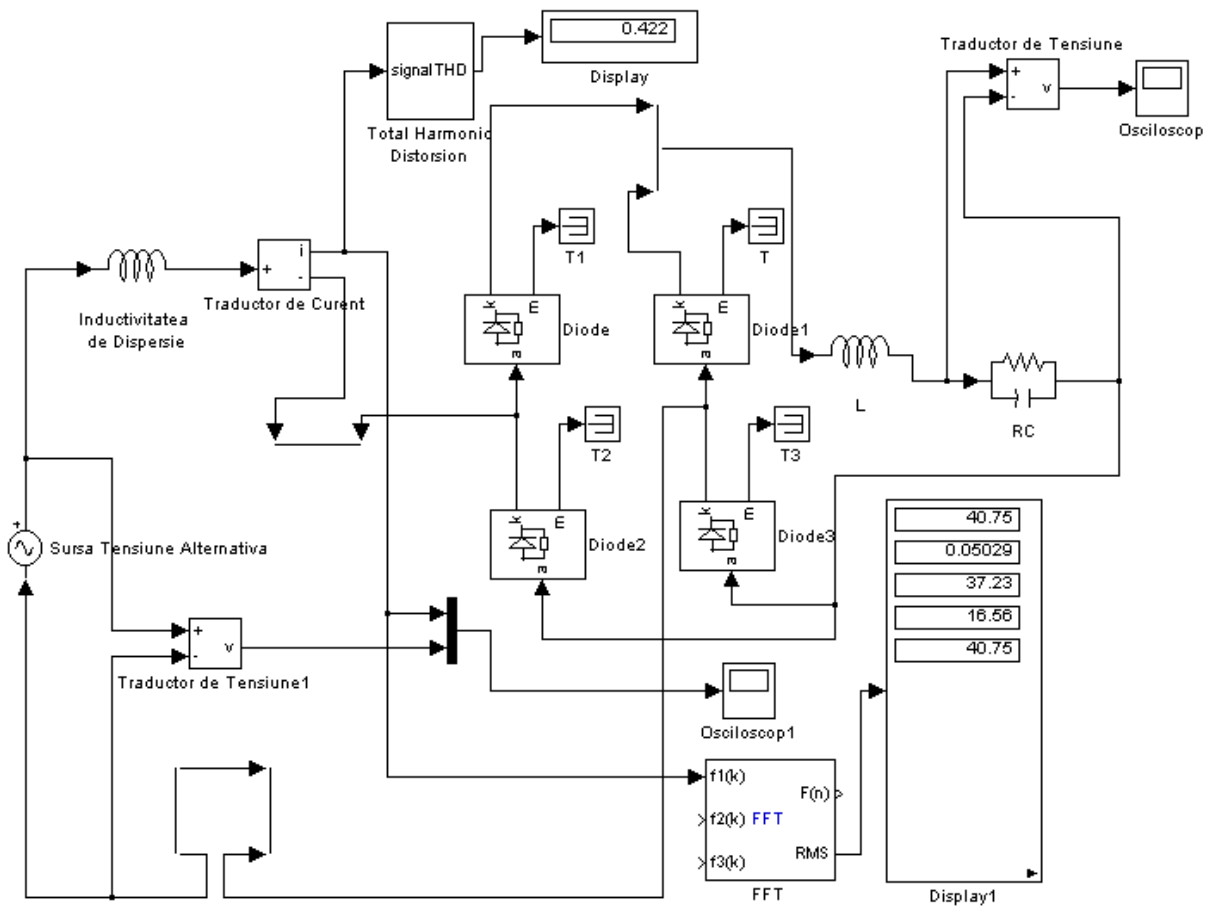 0.422
Display
signalTHD
Total Harmonic
Distorsion
Traductor de Tensiune
+
-
v
Osciloscop
T1
T
i
+
-
Traductor de Curent
Inductivitatea
de Dispersie
k
m
a
Diode
k
m
a
Diode1
L
RC
T2
T3
k
m
a
Diode2
k
m
a
Diode3
+
Sursa Tensiune Alternativa
+
-
v
Traductor de Tensiune1
Osciloscop1
40.75
0.05029
37.23
16.56
40.75
Display1
f1(k)
f2(k)
f3(k)
FFT
F(n)
RMS
FFT